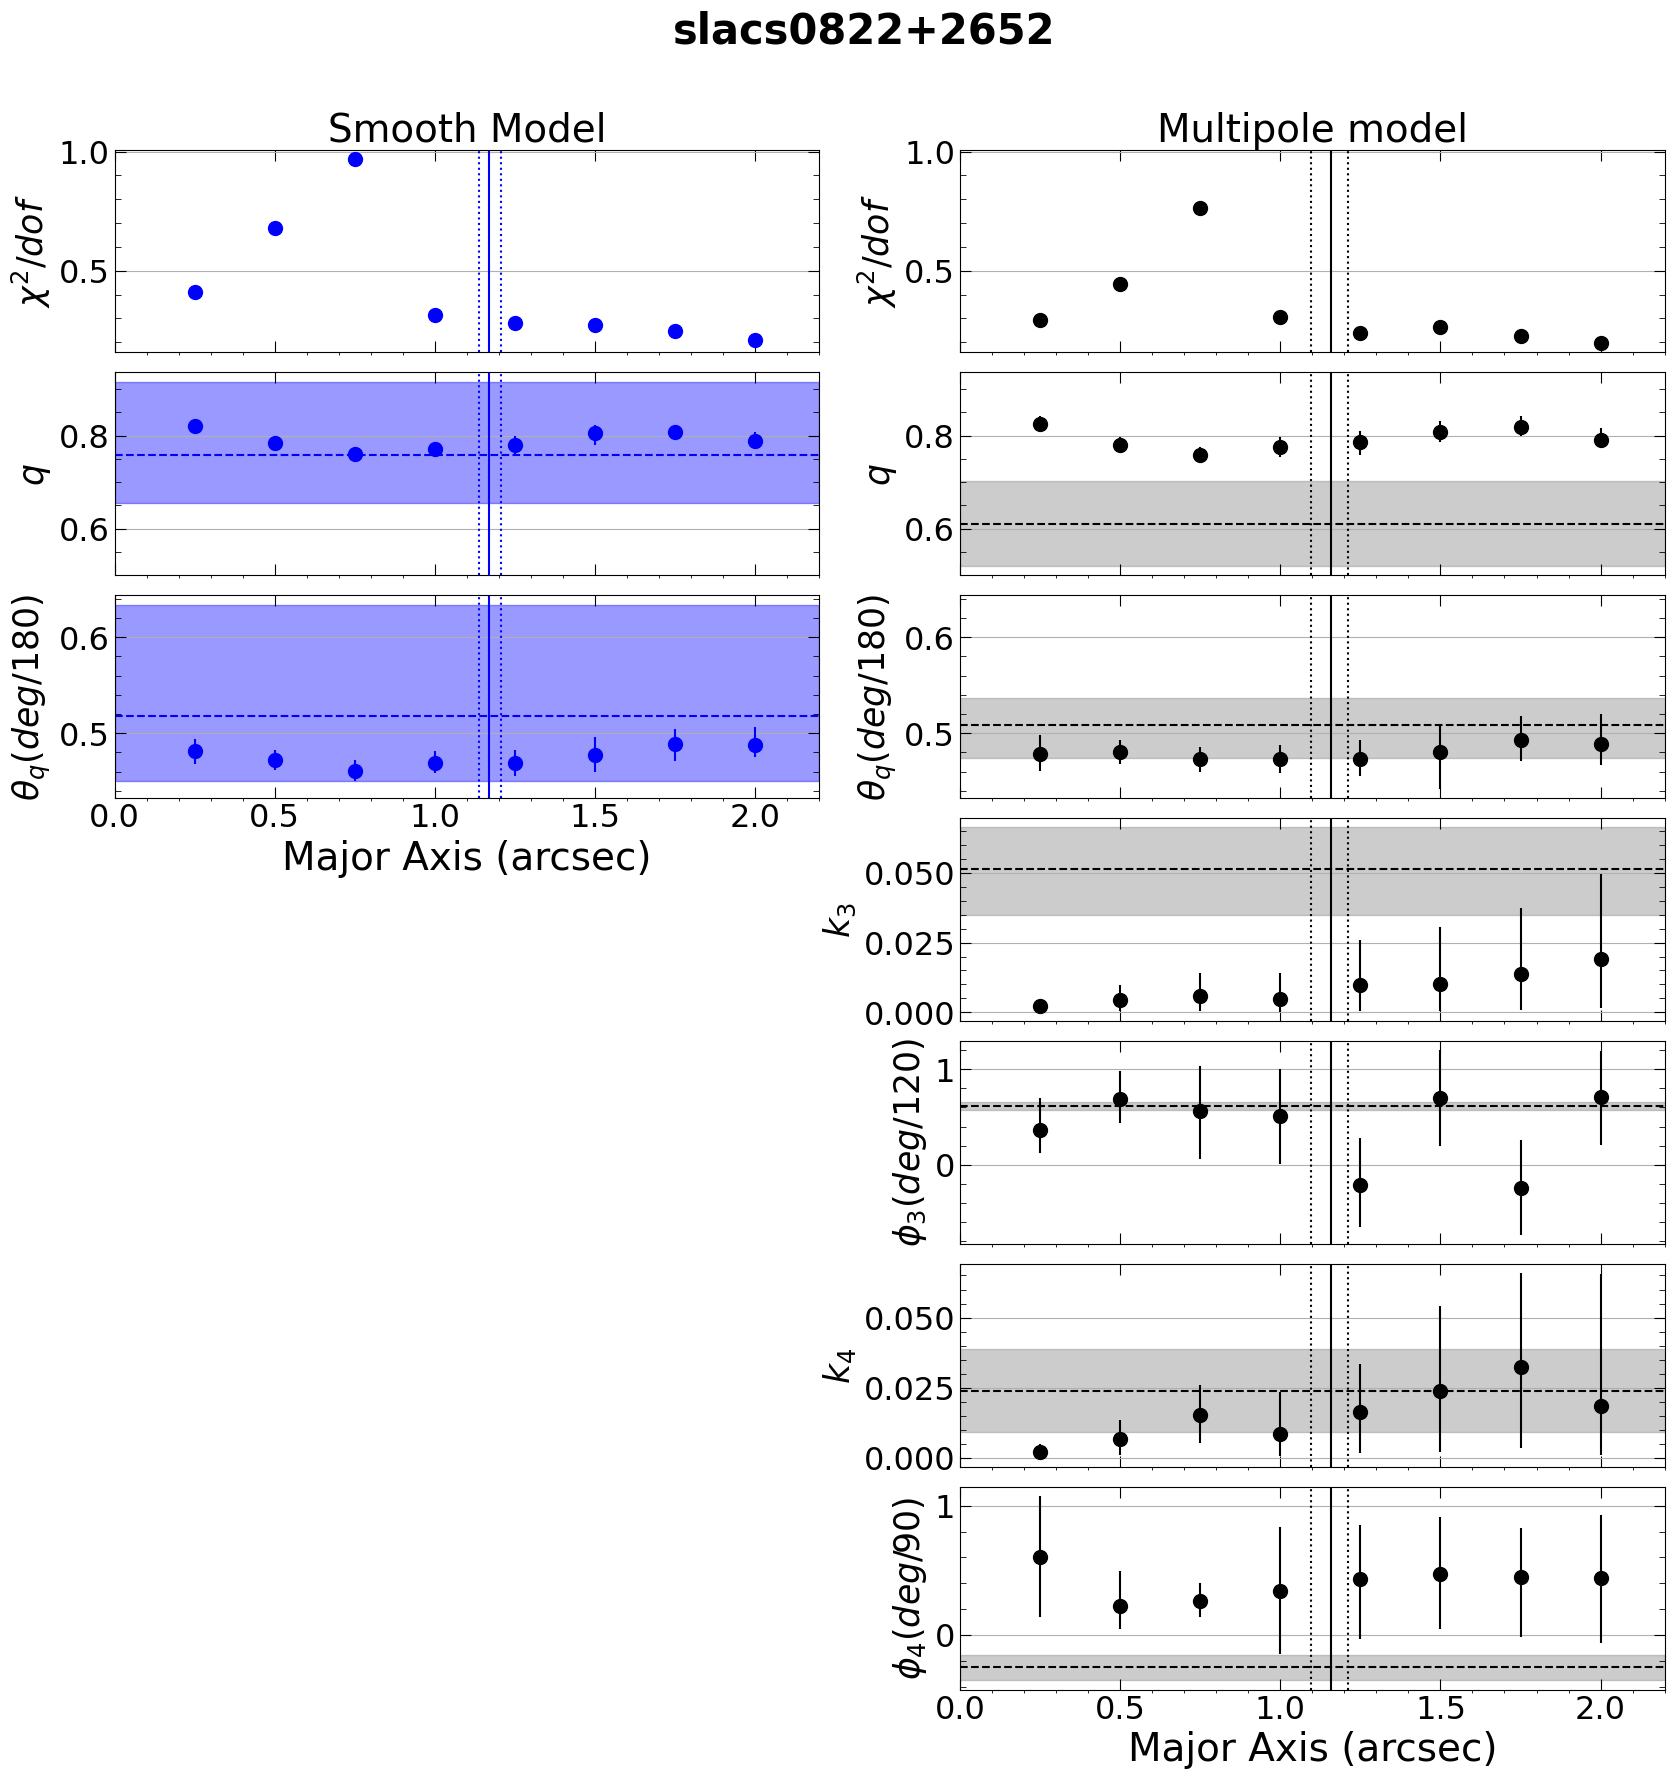 slacs0822+2652
Smooth Model
1.0
0.5
χ²/dof
0.8
0.6
q
0.6
0.5
θ_q(deg/180)
0.0 0.5 1.0 1.5 2.0
Major Axis (arcsec)
Multipole model
1.0
0.5
χ²/dof
0.8
0.6
q
0.6
0.5
θ_q(deg/180)
0.050
0.025
0.000
k₃
1
0
ϕ₃(deg/120)
0.050
0.025
0.000
k₄
1
0
ϕ₄(deg/90)
0.0 0.5 1.0 1.5 2.0
Major Axis (arcsec)